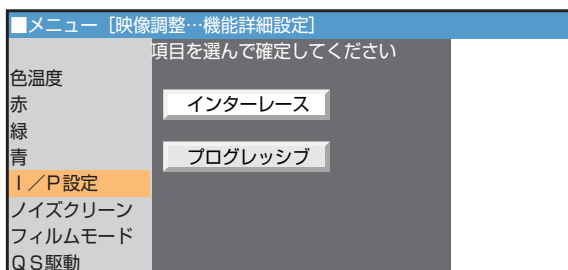 ■メニュー［映像調整…機能詳細設定］
項目を選んで確定してください
色温度
赤
インターレース
緑
青
プログレッシブ
Ｉ／Ｐ設定
ノイズクリーン
フィルムモード
ＱＳ駆動